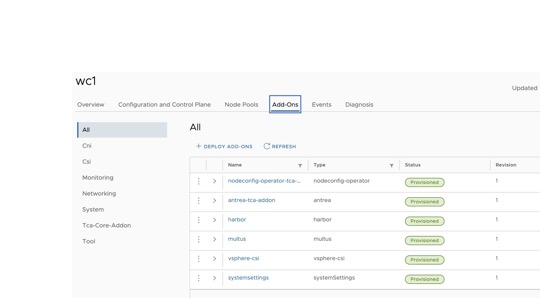 wc1
Updated
Overview Configuration and Control Plane Node Pools Add-Ons Events Diagnosis
All
Cni
Csi
Monitoring
Networking
System
Tca-Core-Addon
Tool
All
+ DEPLOY ADD-ONS REFRESH
Name Type Status Revision
nodeconfig-operator-tca-... nodeconfig-operator Provisioned 1
antrea-tca-addon antrea Provisioned 1
harbor harbor Provisioned 1
multus multus Provisioned 1
vsphere-csi vsphere-csi Provisioned 1
systemsettings systemSettings Provisioned 1